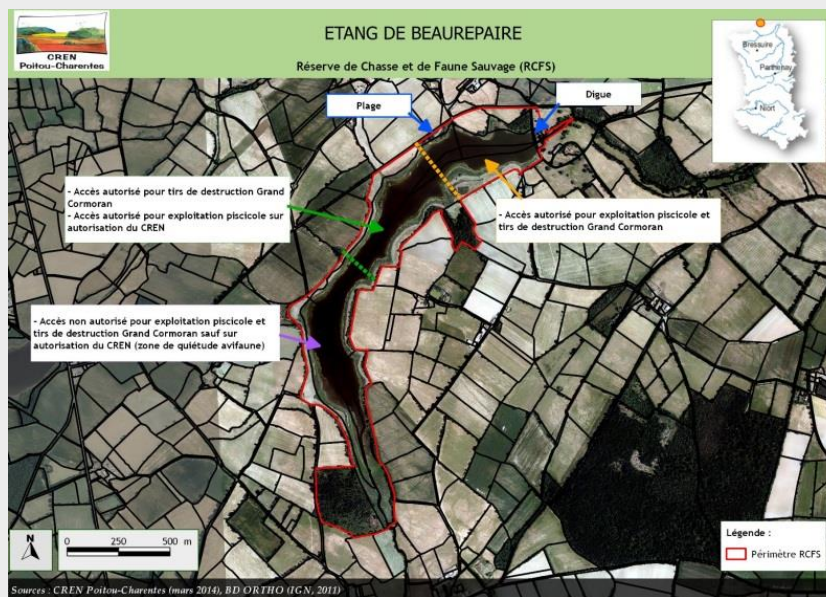 CREN
Poitou-Charentes
ETANG DE BEAUREPAIRE
Réserve de Chasse et de Faune Sauvage (RCFS)
Bressuire
Parthenay
Niort
Plage
Digue
- Accès autorisé pour tirs de destruction Grand
Cormoran
- Accès autorisé pour exploitation piscicole sur
autorisation du CREN
- Accès autorisé pour exploitation piscicole et
tirs de destruction Grand Cormoran
- Accès non autorisé pour exploitation piscicole et
tirs de destruction Grand Cormoran sauf sur
autorisation du CREN (zone de quiétude avifaune)
N
0 250 500 m
Légende :
Périmètre RCFS
Sources : CREN Poitou-Charentes (mars 2014), BD ORTHO (IGN, 2011)